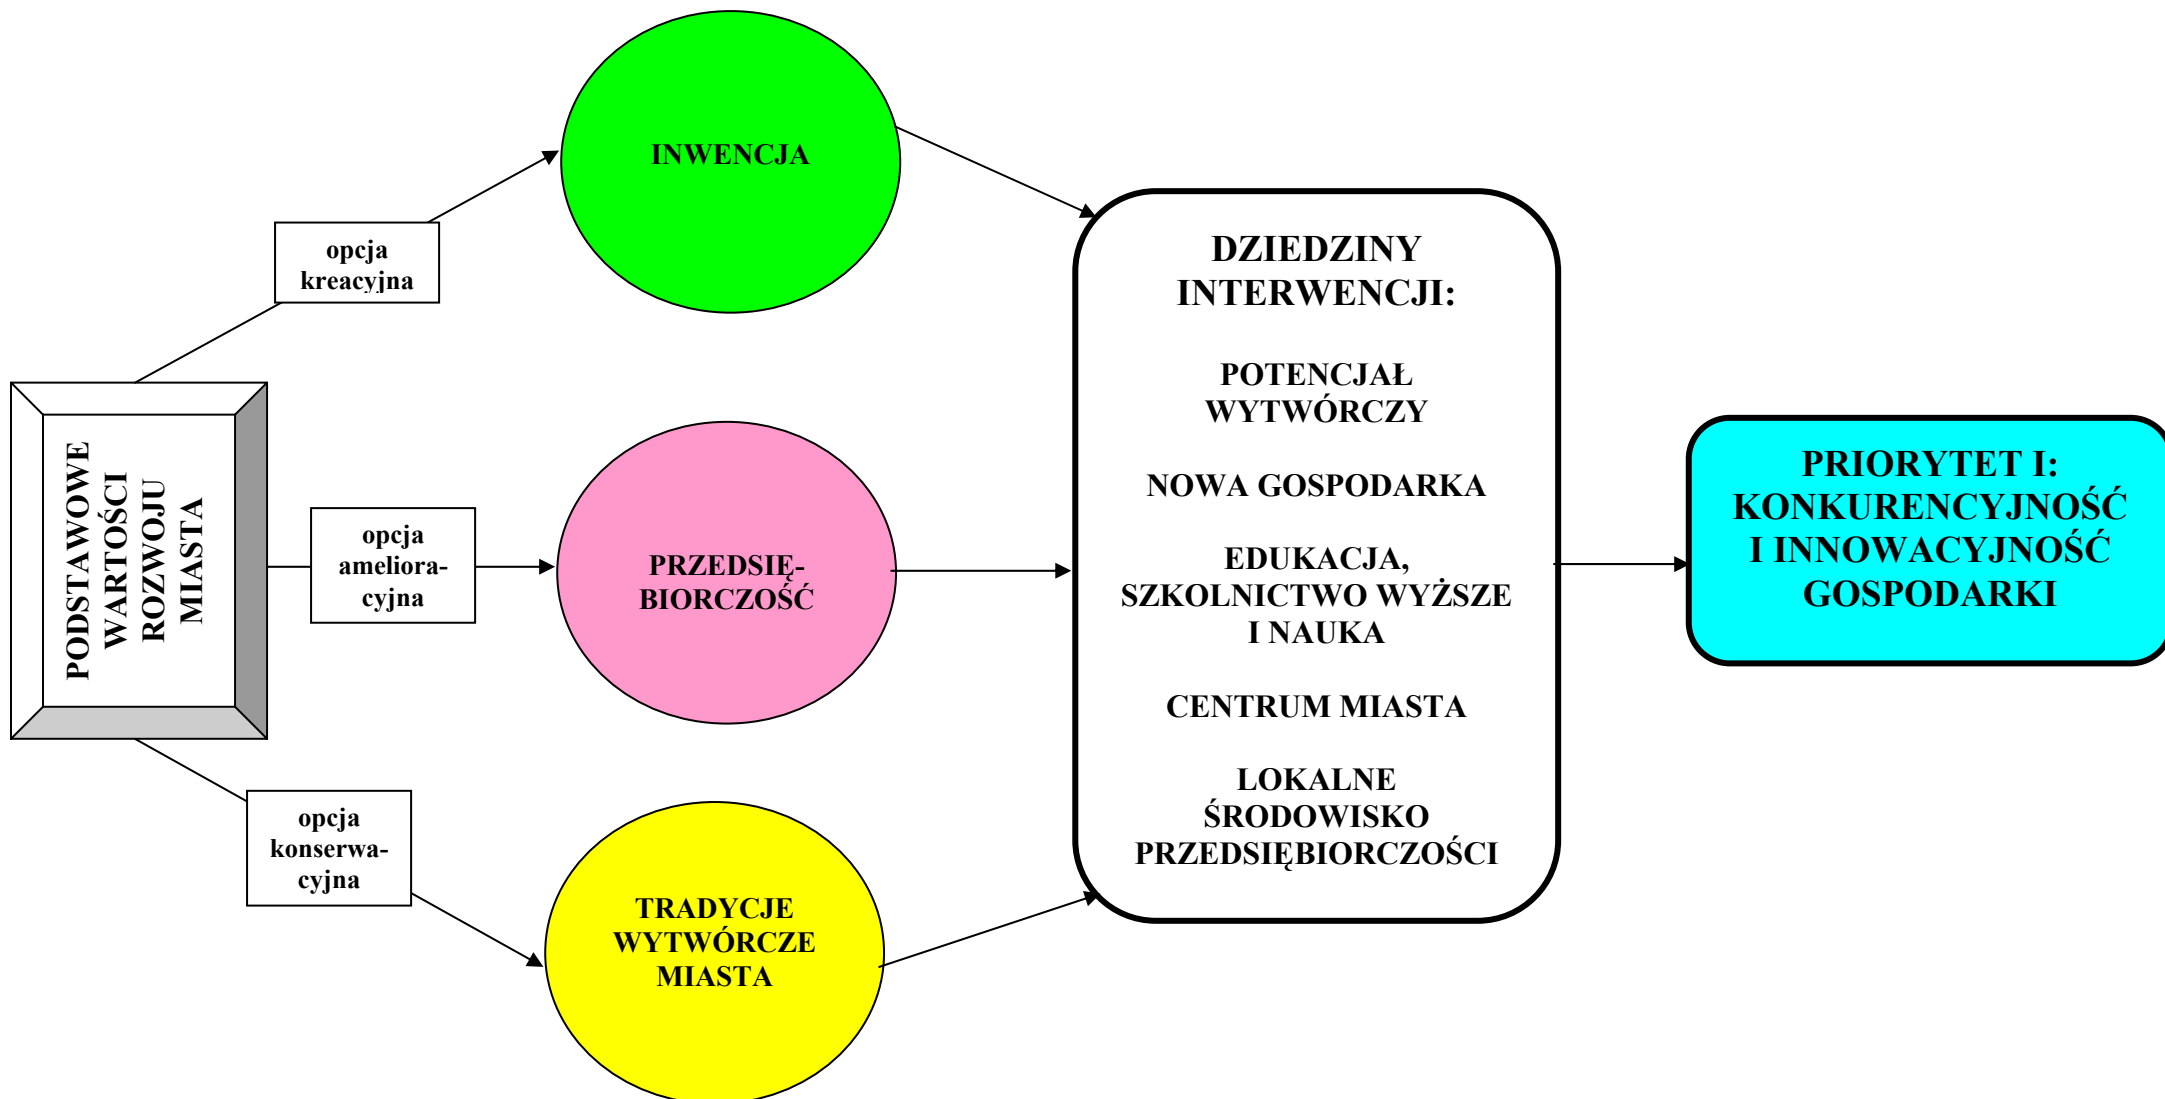 PODSTAWOWE
WARTOŚCI
ROZWOJU
MIASTA
opcja
kreacyjna
opcja
ameliora-
cyjna
opcja
konserwa-
cyjna
INWENCJA
PRZEDSIĘ-
BIORCZOŚĆ
TRADYCJE
WYTWÓRCZE
MIASTA
DZIEDZINY
INTERWENCJI:
POTENCJAŁ
WYTWÓRCZY
NOWA GOSPODARKA
EDUKACJA,
SZKOLNICTWO WYŻSZE
I NAUKA
CENTRUM MIASTA
LOKALNE
ŚRODOWISKO
PRZEDSIĘBIORCZOŚCI
PRIORYTET I:
KONKURENCYJNOŚĆ
I INNOWACYJNOŚĆ
GOSPODARKI